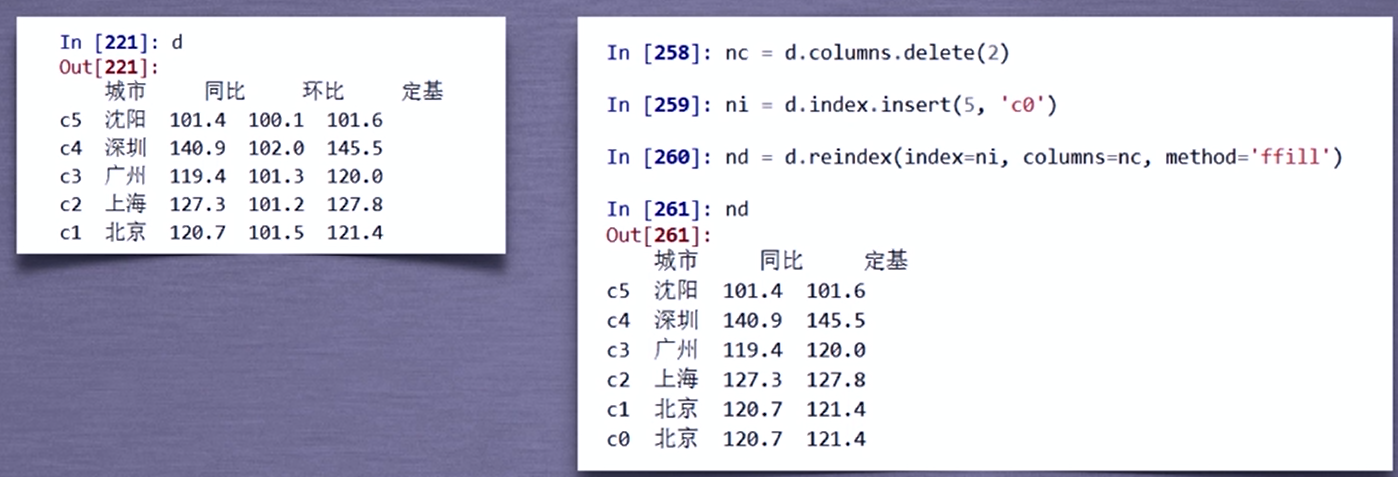 In [221]: d
Out[221]:
城市 同比 环比 定基
c5 沈阳 101.4 100.1 101.6
c4 深圳 140.9 102.0 145.5
c3 广州 119.4 101.3 120.0
c2 上海 127.3 101.2 127.8
c1 北京 120.7 101.5 121.4
In [258]: nc = d.columns.delete(2)
In [259]: ni = d.index.insert(5, 'c0')
In [260]: nd = d.reindex(index=ni, columns=nc, method='ffill')
In [261]: nd
Out[261]:
城市 同比 定基
c5 沈阳 101.4 101.6
c4 深圳 140.9 145.5
c3 广州 119.4 120.0
c2 上海 127.3 127.8
c1 北京 120.7 121.4
c0 北京 120.7 121.4